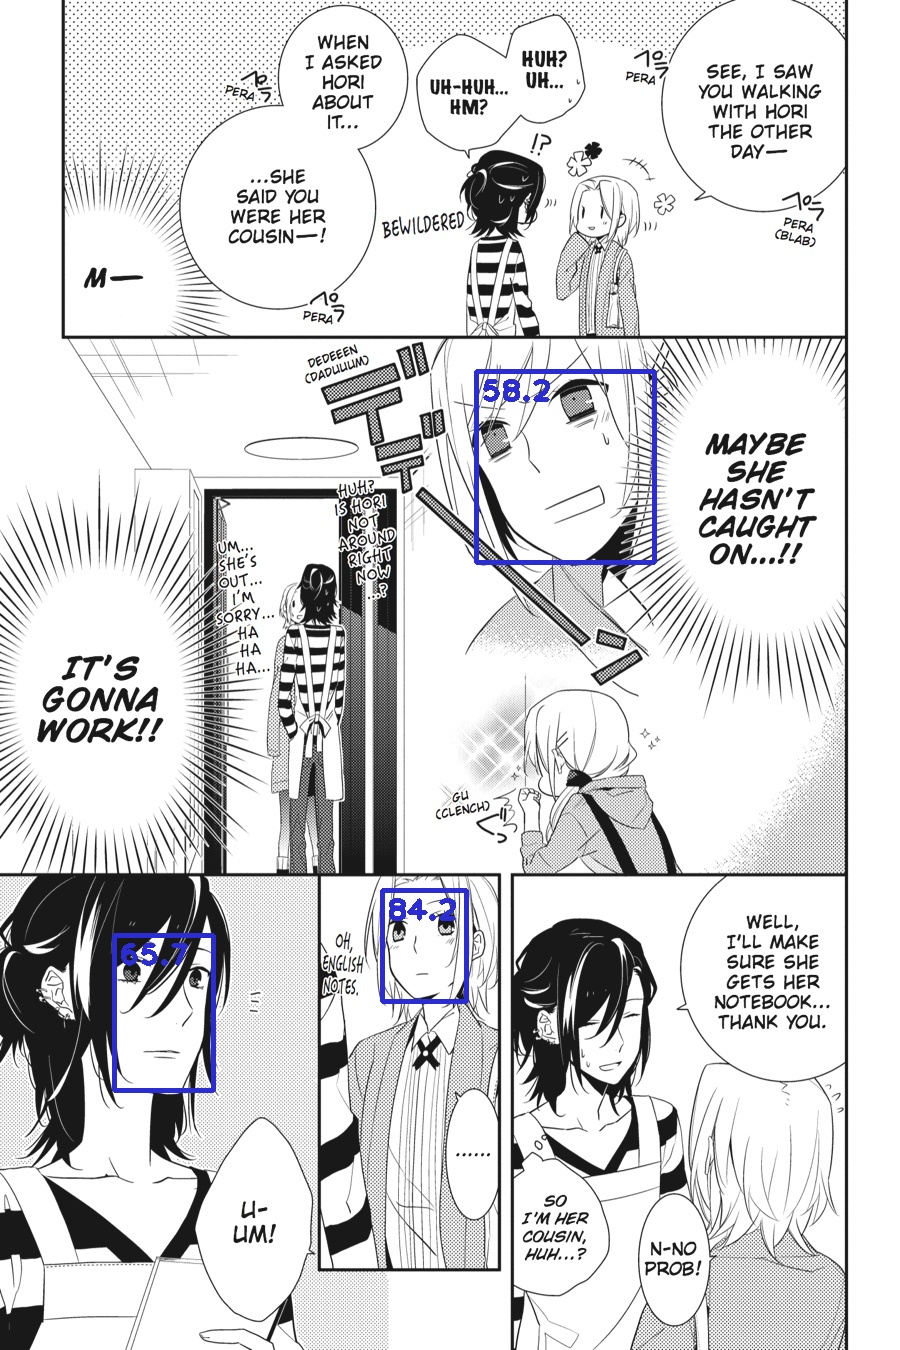 SEE, I SAW
YOU WALKING
WITH HORI
THE OTHER
DAY—
PERA
(BLAB)
PERA
HUH?
UH...
UH-HUH...
HM?
!?
WHEN
I ASKED
HORI
ABOUT
IT...
PERA
...SHE
SAID YOU
WERE HER
COUSIN—!
PERA
BEWILDERED
M—
MAYBE
SHE
HASN'T
CAUGHT
ON...!!
58.2
DEDEEEN
(DADUUUM)
デデ
HUH?
IS HORI
NOT
AROUND
RIGHT
NOW
...?
UM...
SHE'S
OUT...
I'M
SORRY...
HA
HA
HA...
GU
(CLENCH)
IT'S
GONNA
WORK!!
WELL,
I'LL MAKE
SURE SHE
GETS HER
NOTEBOOK...
THANK YOU.
SO
I'M HER
COUSIN,
HUH...?
N-NO
PROB!
84.2
OH,
ENGLISH
NOTES.
......
65.7
U-
UM!